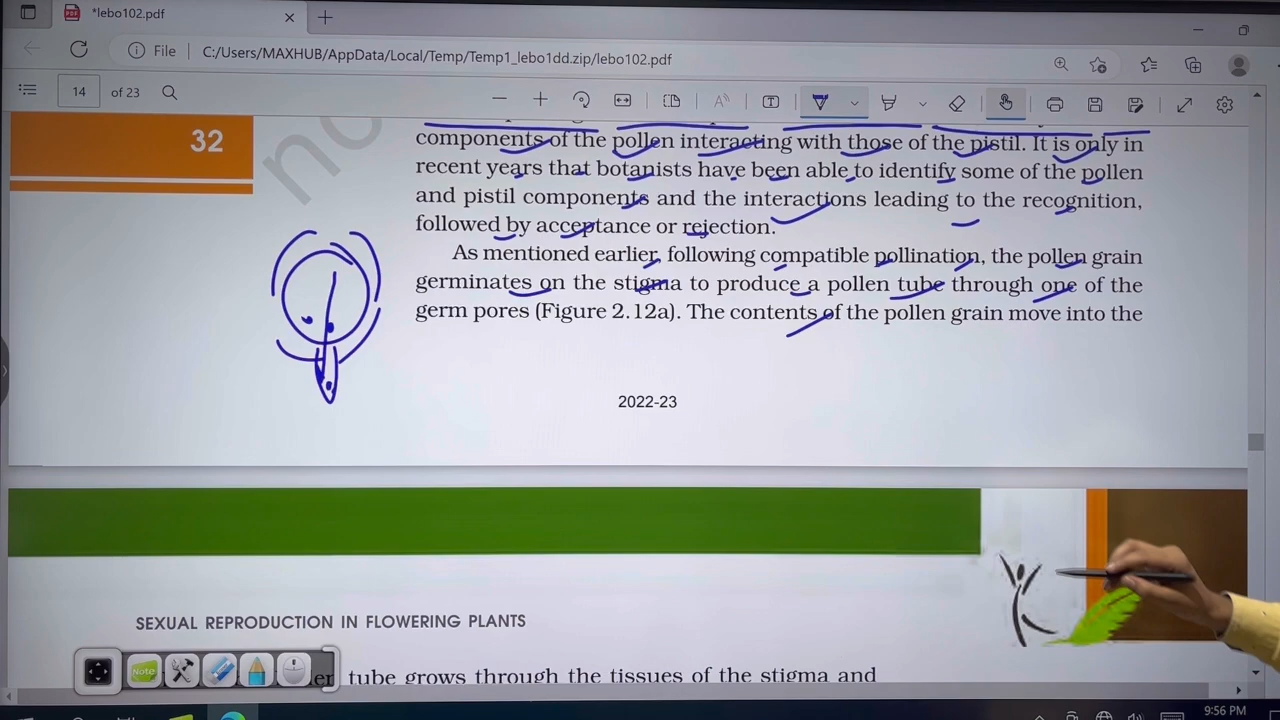 *lebo102.pdf
File C:/Users/MAXHUB/AppData/Local/Temp/Temp1_lebo1dd.zip/lebo102.pdf
14 of 23
32
components of the pollen interacting with those of the pistil. It is only in
recent years that botanists have been able to identify some of the pollen
and pistil components and the interactions leading to the recognition,
followed by acceptance or rejection.
As mentioned earlier, following compatible pollination, the pollen grain
germinates on the stigma to produce a pollen tube through one of the
germ pores (Figure 2.12a). The contents of the pollen grain move into the
2022-23
SEXUAL REPRODUCTION IN FLOWERING PLANTS
Note
tube grows through the tissues of the stigma and
9:56 PM